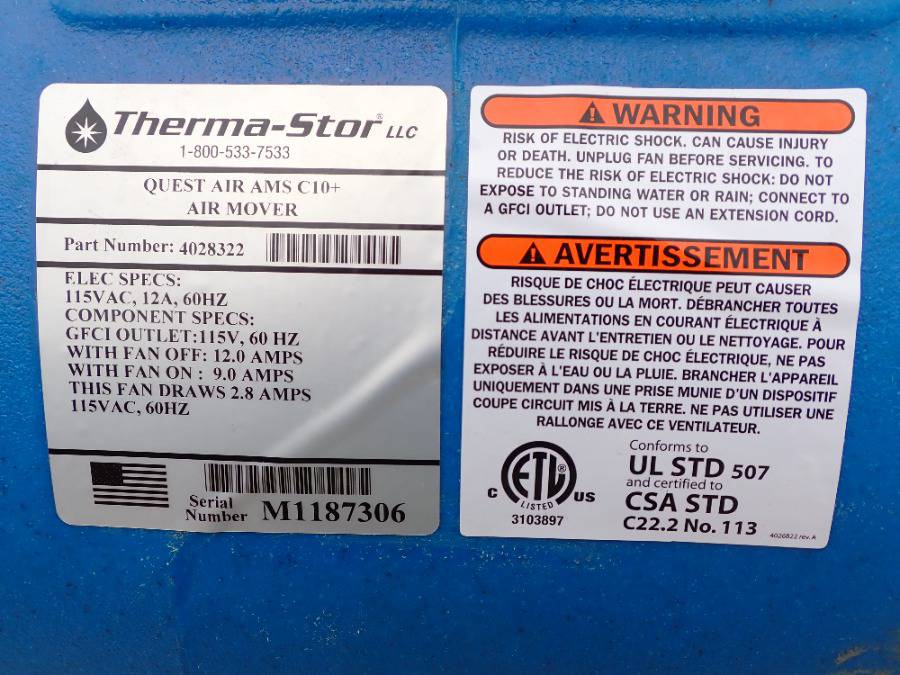 Therma-Stor® LLC
1-800-533-7533
QUEST AIR AMS C10+
AIR MOVER
Part Number: 4028322
ELEC SPECS:
115VAC, 12A, 60HZ
COMPONENT SPECS:
GFCI OUTLET:115V, 60 HZ
WITH FAN OFF: 12.0 AMPS
WITH FAN ON : 9.0 AMPS
THIS FAN DRAWS 2.8 AMPS
115VAC, 60HZ
Serial
Number M1187306
WARNING
RISK OF ELECTRIC SHOCK. CAN CAUSE INJURY
OR DEATH. UNPLUG FAN BEFORE SERVICING. TO
REDUCE THE RISK OF ELECTRIC SHOCK: DO NOT
EXPOSE TO STANDING WATER OR RAIN; CONNECT TO
A GFCI OUTLET; DO NOT USE AN EXTENSION CORD.
AVERTISSEMENT
RISQUE DE CHOC ÉLECTRIQUE PEUT CAUSER
DES BLESSURES OU LA MORT. DÉBRANCHER TOUTES
LES ALIMENTATIONS EN COURANT ÉLECTRIQUE À
DISTANCE AVANT L'ENTRETIEN OU LE NETTOYAGE. POUR
RÉDUIRE LE RISQUE DE CHOC ÉLECTRIQUE, NE PAS
EXPOSER À L'EAU OU LA PLUIE. BRANCHER L'APPAREIL
UNIQUEMENT DANS UNE PRISE MUNIE D'UN DISPOSITIF
COUPE CIRCUIT MIS À LA TERRE. NE PAS UTILISER UNE
RALLONGE AVEC CE VENTILATEUR.
C ETL® US
LISTED
3103897
Conforms to
UL STD 507
and certified to
CSA STD
C22.2 No. 113
4026822 rev. A